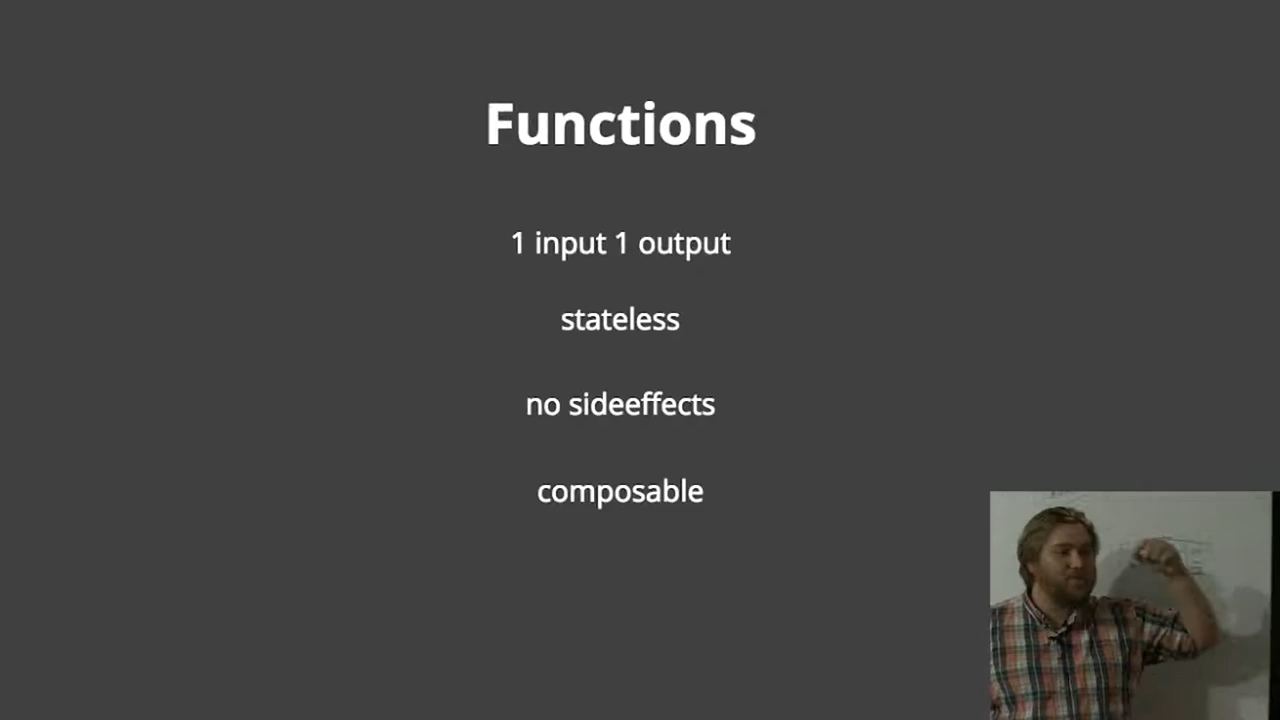 Functions
1 input 1 output
stateless
no sideeffects
composable